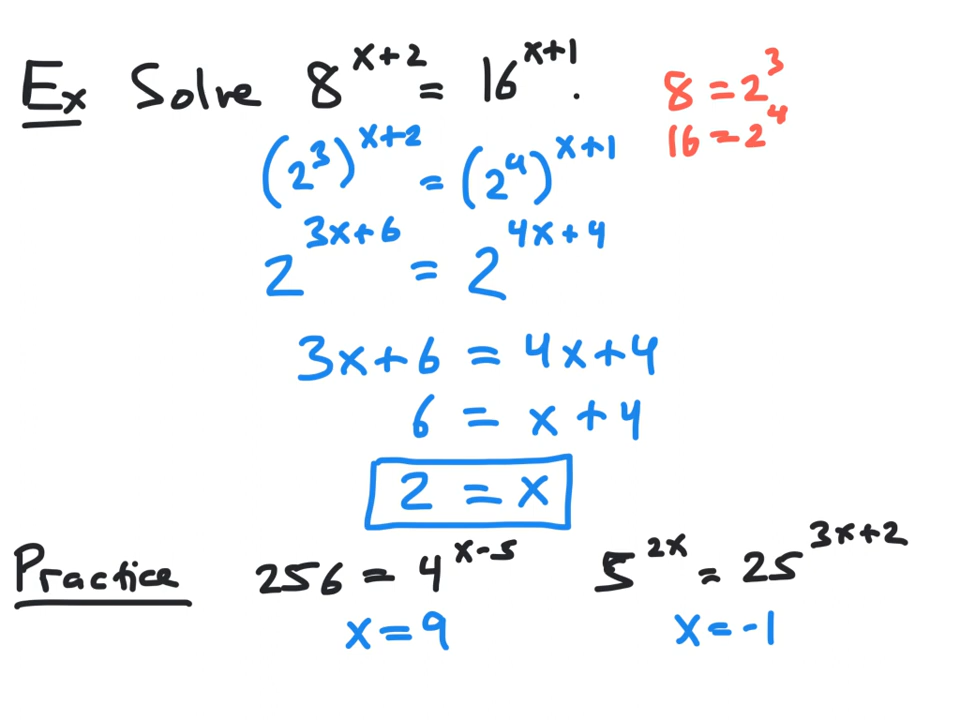 Ex Solve 8^(x+2) = 16^(x+1).
8 = 2^3
16 = 2^4
(2^3)^(x+2) = (2^4)^(x+1)
2^(3x+6) = 2^(4x+4)
3x+6 = 4x+4
6 = x+4
2 = x
Practice 256 = 4^(x-5) 5^(2x) = 25^(3x+2)
x = 9 x = -1